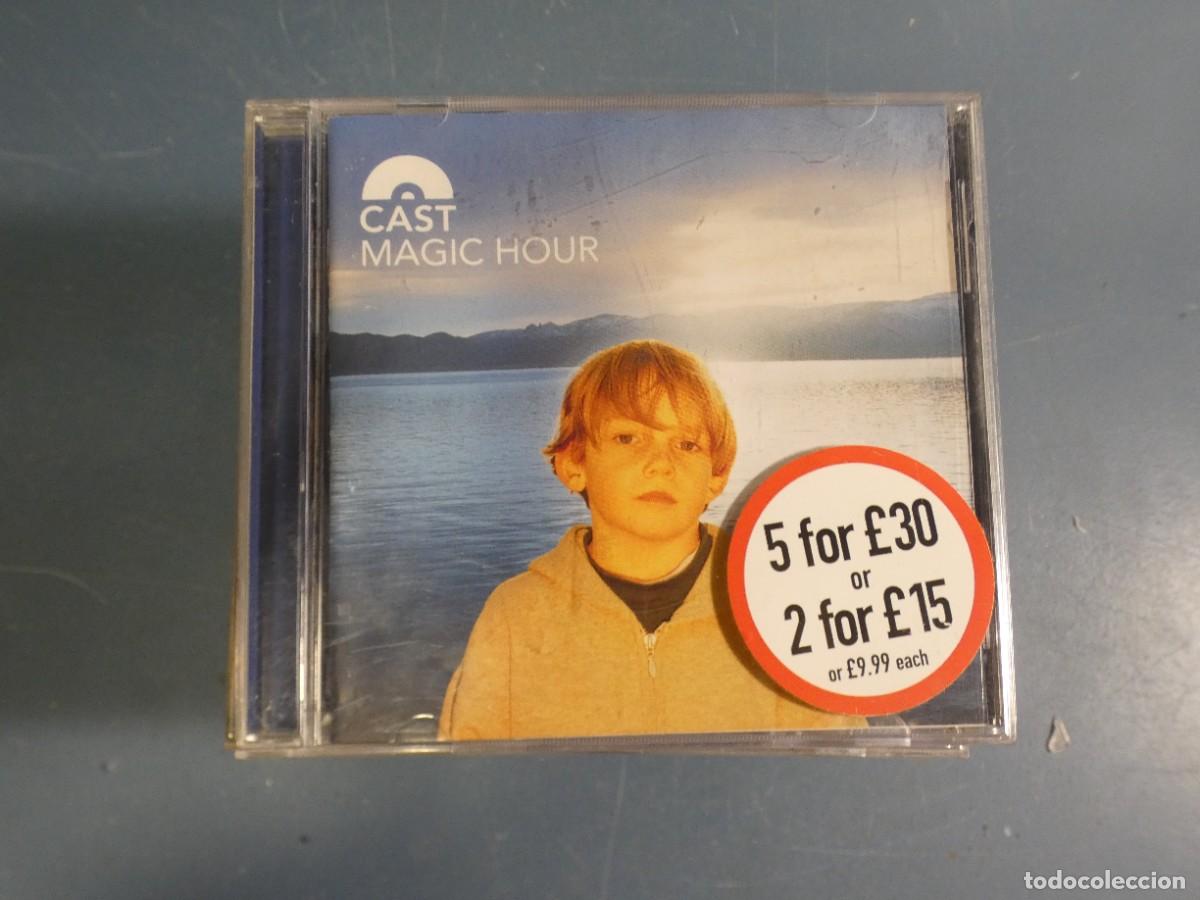 CAST
MAGIC HOUR
5 for £30
or
2 for £15
or £9.99 each
todocoleccion